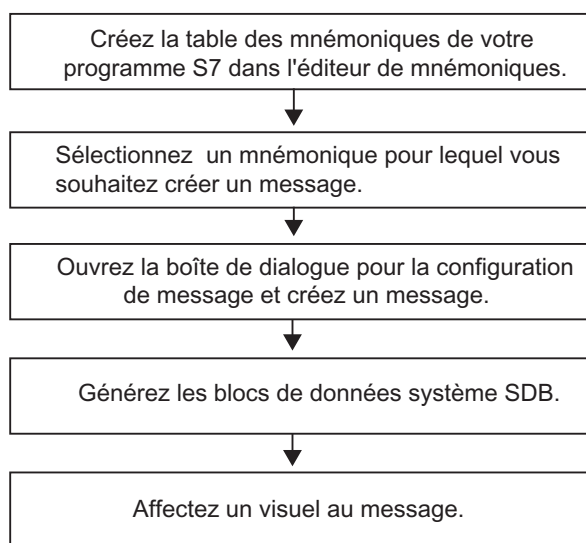 Créez la table des mnémoniques de votre
programme S7 dans l'éditeur de mnémoniques.
Sélectionnez un mnémonique pour lequel vous
souhaitez créer un message.
Ouvrez la boîte de dialogue pour la configuration
de message et créez un message.
Générez les blocs de données système SDB.
Affectez un visuel au message.